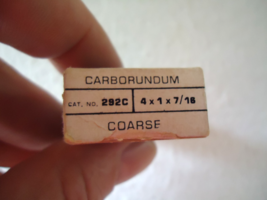 CARBORUNDUM
CAT. NO. 292C 4 x 1 x 7/16
COARSE